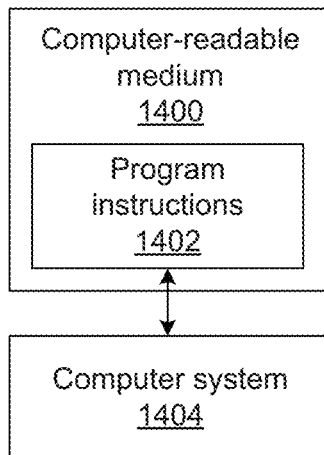 Computer-readable
medium
1400
Program
instructions
1402
Computer system
1404